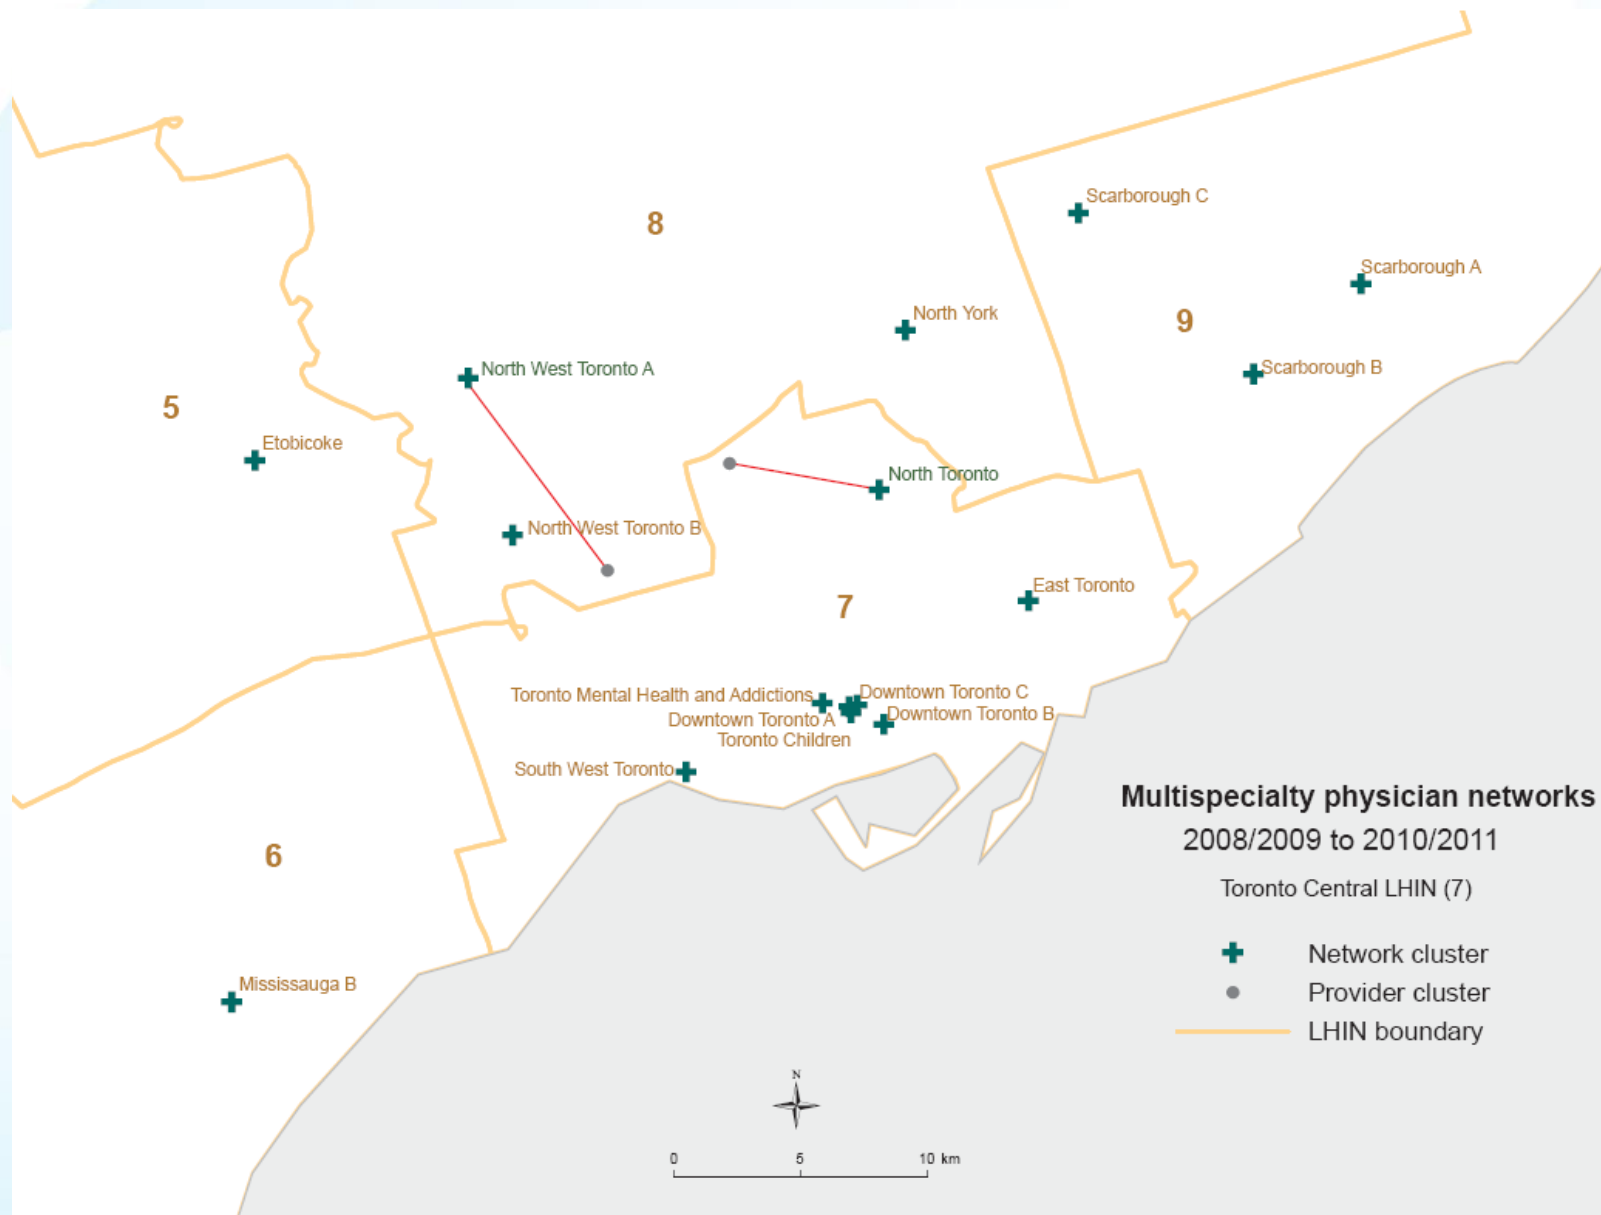 Scarborough C
8
Scarborough A
North York
9
North West Toronto A
Scarborough B
5
Etobicoke
North Toronto
North West Toronto B
East Toronto
7
Toronto Mental Health and Addictions
Downtown Toronto C
Downtown Toronto A
Downtown Toronto B
Toronto Children
South West Toronto
Multispecialty physician networks
2008/2009 to 2010/2011
6
Toronto Central LHIN (7)
Network cluster
Mississauga B
Provider cluster
LHIN boundary
N
0 5 10 km